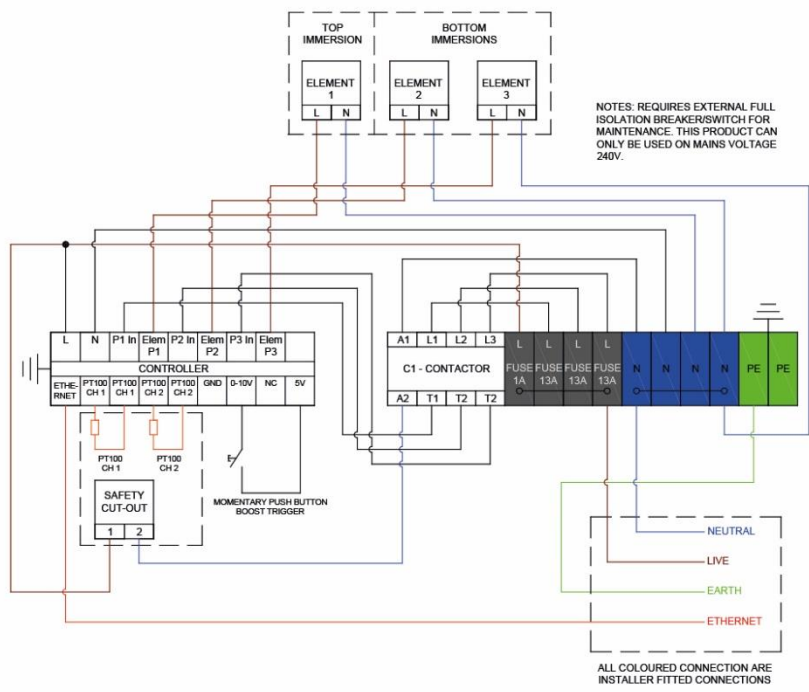 TOP
IMMERSION
BOTTOM
IMMERSIONS
ELEMENT
1
L N
ELEMENT
2
L N
ELEMENT
3
L N
NOTES: REQUIRES EXTERNAL FULL
ISOLATION BREAKER/SWITCH FOR
MAINTENANCE. THIS PRODUCT CAN
ONLY BE USED ON MAINS VOLTAGE
240V.
L N P1 In Elem P1 P2 In Elem P2 P3 In Elem P3
CONTROLLER
ETHE-
RNET
PT100
CH 1
PT100
CH 1
PT100
CH 2
PT100
CH 2
GND 0-10V NC 5V
A1 L1 L2 L3
C1 - CONTACTOR
A2 T1 T2 T2
L L L L
FUSE
1A
FUSE
13A
FUSE
13A
FUSE
13A
N N N N
PE PE
PT100
CH 1
PT100
CH 2
SAFETY
CUT-OUT
1 2
MOMENTARY PUSH BUTTON
BOOST TRIGGER
NEUTRAL
LIVE
EARTH
ETHERNET
ALL COLOURED CONNECTION ARE
INSTALLER FITTED CONNECTIONS